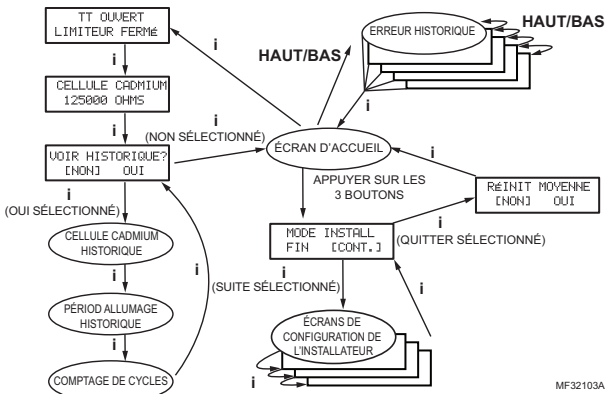 TT OUVERT
LIMITEUR FERMé
i
CELLULE CADMIUM
125000 OHMS
i
VOIR HISTORIQUE?
[NON] OUI
i
(NON SÉLECTIONNÉ)
i
(OUI SÉLECTIONNÉ)
CELLULE CADMIUM
HISTORIQUE
i
PÉRIOD ALLUMAGE
HISTORIQUE
i
COMPTAGE DE CYCLES
i
i
HAUT/BAS
ERREUR HISTORIQUE
HAUT/BAS
i
ÉCRAN D'ACCUEIL
i
APPUYER SUR LES
3 BOUTONS
RéINIT MOYENNE
[NON] OUI
MODE INSTALL
FIN [CONT.]
i
(QUITTER SÉLECTIONNÉ)
i
(SUITE SÉLECTIONNÉ)
i
ÉCRANS DE
CONFIGURATION DE
L'INSTALLATEUR
i
MF32103A